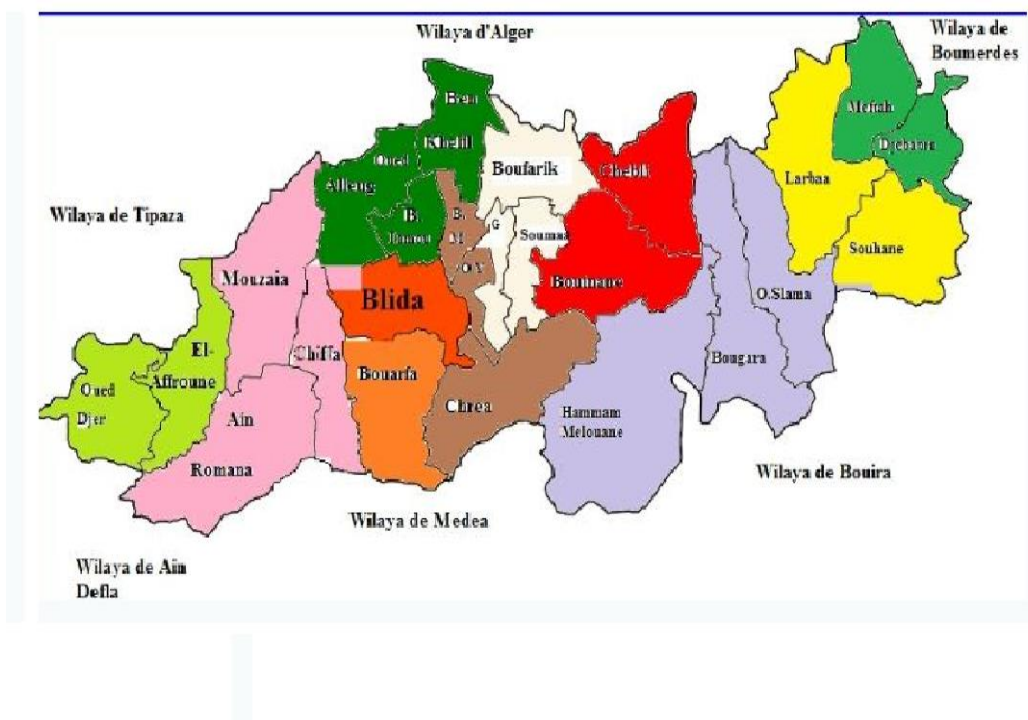 Wilaya d'Alger
Wilaya de
Boumerdes
Ben
Khelil
Oued
Alleug
B.
Boufarik
Chebli
Meftah
Larbaa
Wilaya de Tipaza
B.
M
G
Soumaa
Souhane
O.Y
Mouzaia
Blida
Bouinane
O.Slama
El-
Affroune
Chiffa
Bouarfa
Bougara
Oued
Djer
Ain
Romana
Chrea
Hammam
Melouane
Wilaya de Bouira
Wilaya de Medea
Wilaya de Ain
Defla